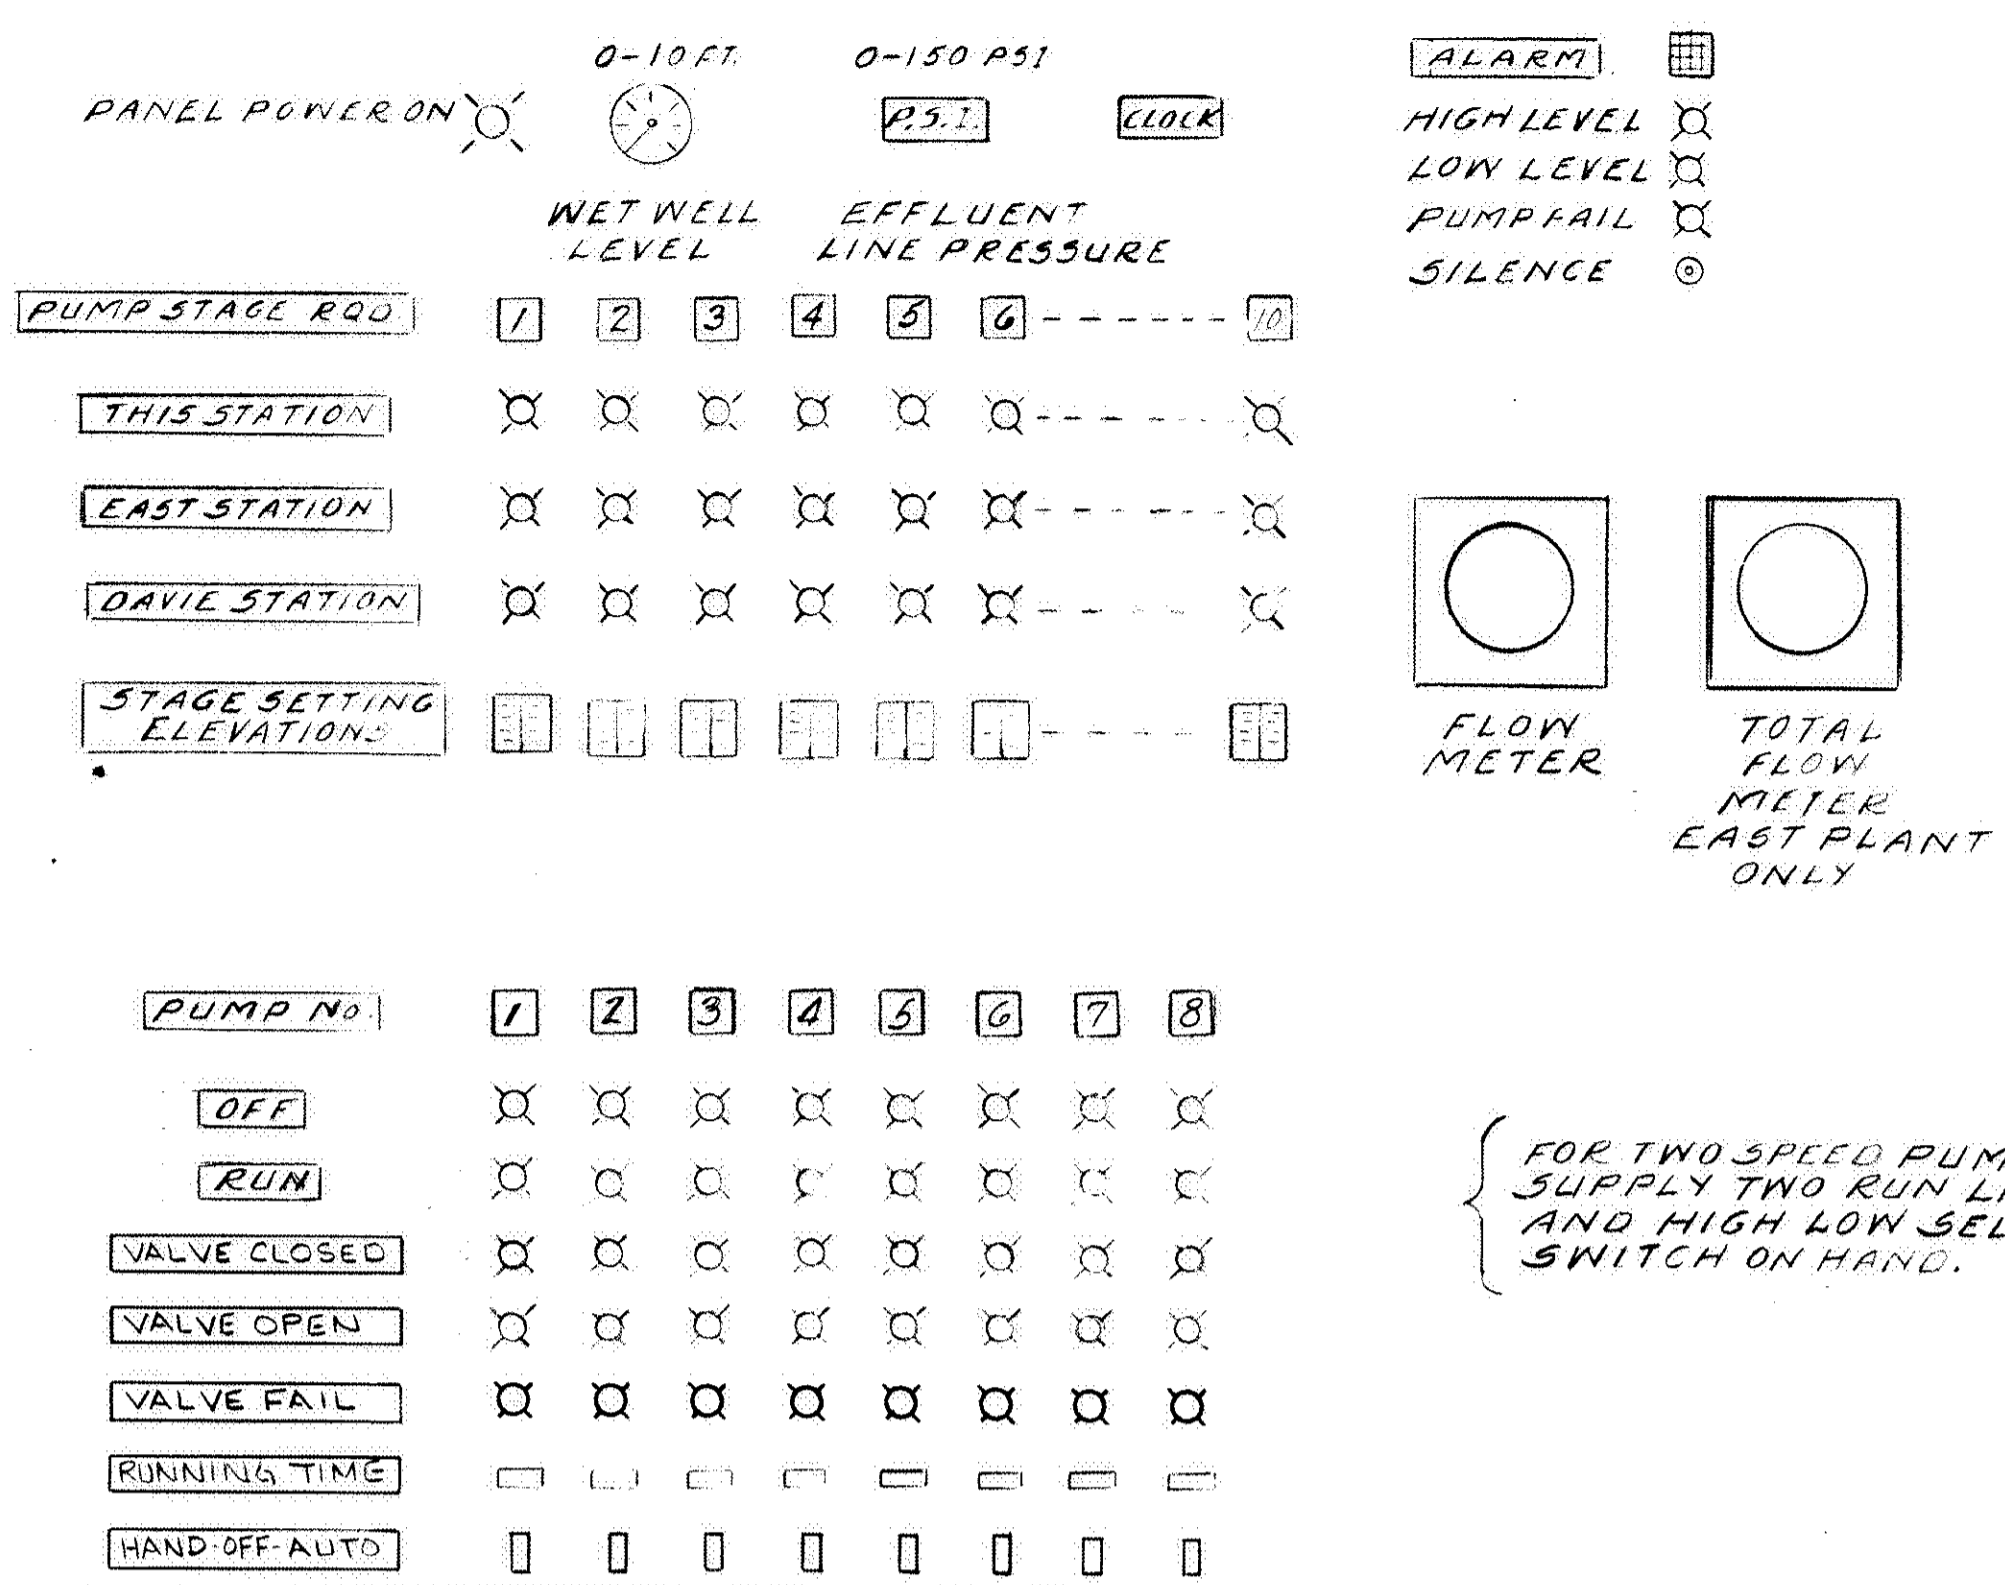 0-10 FT. 0-150 PSI ALARM
PANEL POWER ON P.S.I. CLOCK HIGH LEVEL
LOW LEVEL
WET WELL EFFLUENT PUMP FAIL
LEVEL LINE PRESSURE
SILENCE
PUMP STAGE RQD. 1 2 3 4 5 6 ------ 10
THIS STATION
EAST STATION
DAVIE STATION
STAGE SETTING
ELEVATIONS
FLOW
METER
TOTAL
FLOW
METER
EAST PLANT
ONLY
PUMP NO. 1 2 3 4 5 6 7 8
OFF
RUN
VALVE CLOSED
VALVE OPEN
VALVE FAIL
RUNNING TIME
HAND-OFF-AUTO
FOR TWO SPEED
SUPPLY TWO RUN
AND HIGH LOW
SWITCH ON HAND.